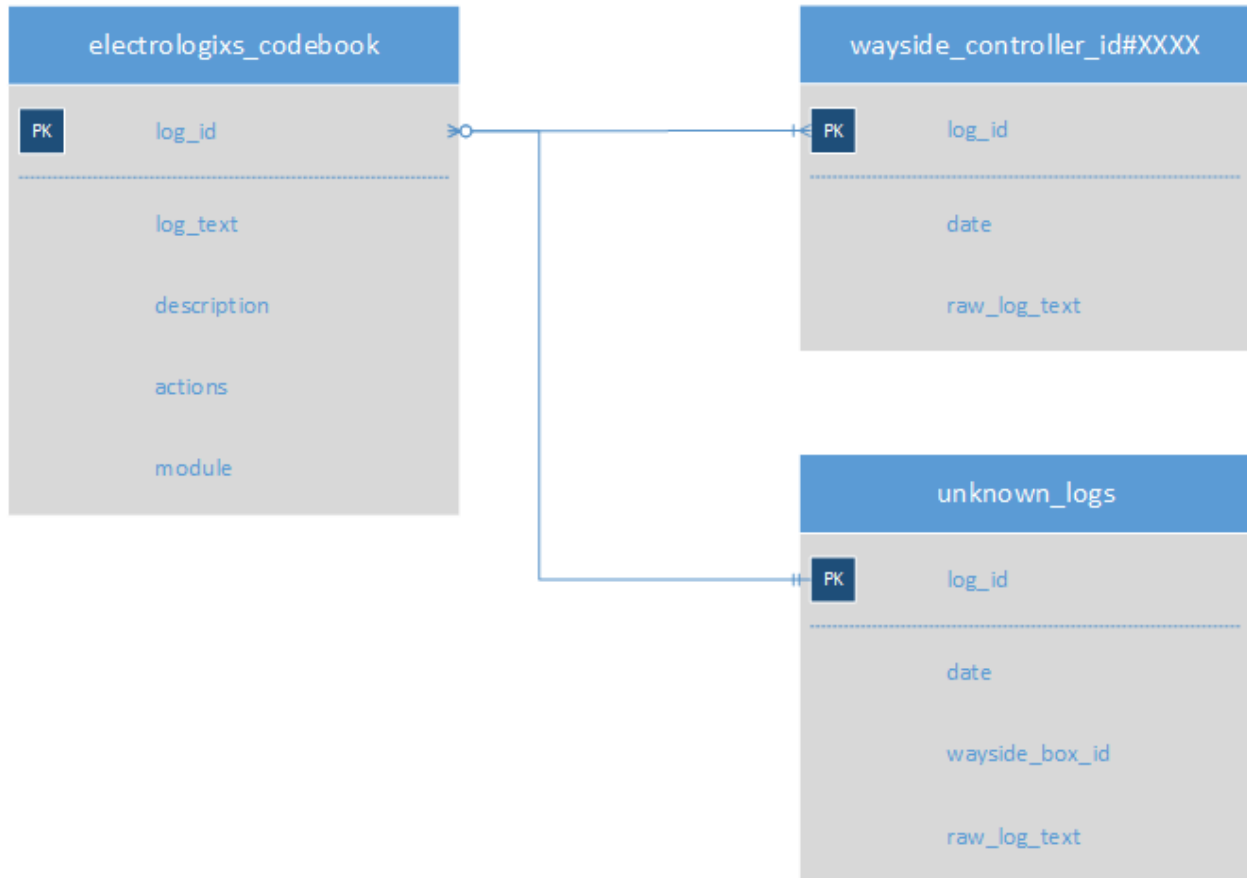 electrologixs_codebook
PK log_id
log_text
description
actions
module
wayside_controller_id#XXXX
PK log_id
date
raw_log_text
unknown_logs
PK log_id
date
wayside_box_id
raw_log_text